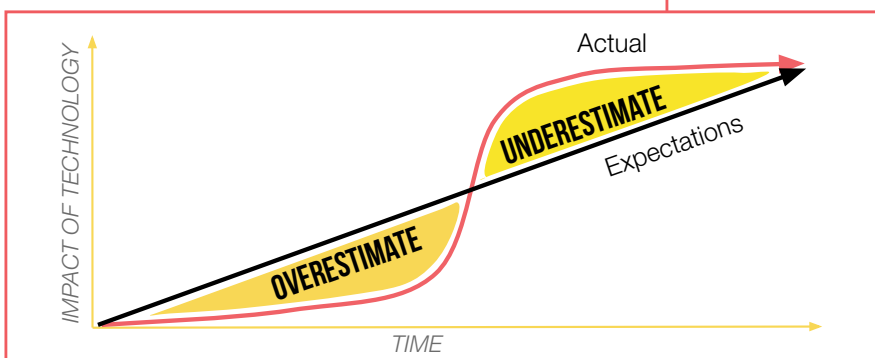 Actual
IMPACT OF TECHNOLOGY
UNDERESTIMATE
Expectations
OVERESTIMATE
TIME